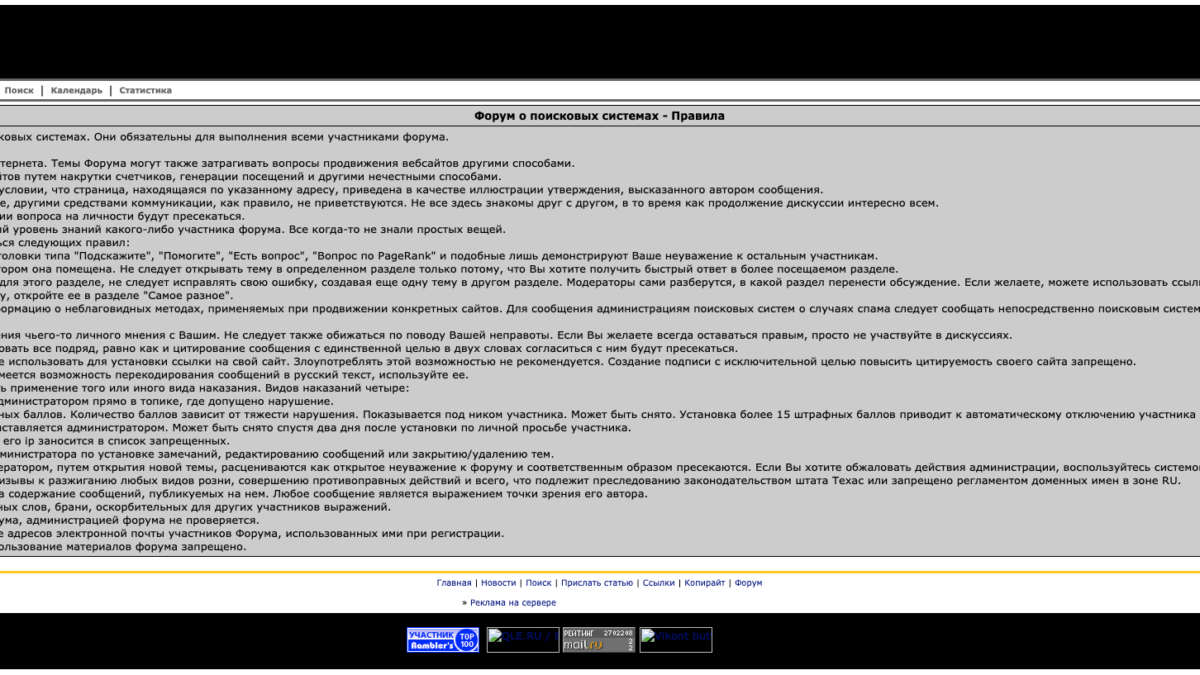 Поиск | Календарь | Статистика
Форум о поисковых системах - Правила
ковых системах. Они обязательны для выполнения всеми участниками форума.
тернета. Темы Форума могут также затрагивать вопросы продвижения вебсайтов другими способами.
йтов путем накрутки счетчиков, генерации посещений и другими нечестными способами.
условии, что страница, находящаяся по указанному адресу, приведена в качестве иллюстрации утверждения, высказанного автором сообщения.
е, другими средствами коммуникации, как правило, не приветствуются. Не все здесь знакомы друг с другом, в то время как продолжение дискуссии интересно всем.
ии вопроса на личности будут пресекаться.
ий уровень знаний какого-либо участника форума. Все когда-то не знали простых вещей.
ься следующих правил:
оловки типа "Подскажите", "Помогите", "Есть вопрос", "Вопрос по PageRank" и подобные лишь демонстрируют Ваше неуважение к остальным участникам.
тором она помещена. Не следует открывать тему в определенном разделе только потому, что Вы хотите получить быстрый ответ в более посещаемом разделе.
для этого разделе, не следует исправлять свою ошибку, создавая еще одну тему в другом разделе. Модераторы сами разберутся, в какой раздел перенести обсуждение. Если желаете, можете использовать ссылк
у, откройте ее в разделе "Самое разное".
ормацию о неблаговидных методах, применяемых при продвижении конкретных сайтов. Для сообщения администрациям поисковых систем о случаях спама следует сообщать непосредственно поисковым систем
ния чьего-то личного мнения с Вашим. Не следует также обижаться по поводу Вашей неправоты. Если Вы желаете всегда оставаться правым, просто не участвуйте в дискуссиях.
овать все подряд, равно как и цитирование сообщения с единственной целью в двух словах согласиться с ним будут пресекаться.
е использовать для установки ссылки на свой сайт. Злоупотреблять этой возможностью не рекомендуется. Создание подписи с исключительной целью повысить цитируемость своего сайта запрещено.
меется возможность перекодирования сообщений в русский текст, используйте ее.
ь применение того или иного вида наказания. Видов наказаний четыре:
дминистратором прямо в топике, где допущено нарушение.
ных баллов. Количество баллов зависит от тяжести нарушения. Показывается под ником участника. Может быть снято. Установка более 15 штрафных баллов приводит к автоматическому отключению участника
ыставляется администратором. Может быть снято спустя два дня после установки по личной просьбе участника.
его ip заносится в список запрещенных.
министратора по установке замечаний, редактированию сообщений или закрытию/удалению тем.
ератором, путем открытия новой темы, расцениваются как открытое неуважение к форуму и соответственным образом пресекаются. Если Вы хотите обжаловать действия администрации, воспользуйтесь системо
изывы к разжиганию любых видов розни, совершению противоправных действий и всего, что подлежит преследованию законодательством штата Техас или запрещено регламентом доменных имен в зоне RU.
а содержание сообщений, публикуемых на нем. Любое сообщение является выражением точки зрения его автора.
ных слов, брани, оскорбительных для других участников выражений.
ума, администрацией форума не проверяется.
е адресов электронной почты участников Форума, использованных ими при регистрации.
ользование материалов форума запрещено.
Главная | Новости | Поиск | Прислать статью | Ссылки | Копирайт | Форум
» Реклама на сервере
УЧАСТНИК Rambler's TOP 100
QLE.RU /
РЕЙТИНГ 2702208 mail.ru 2 2
Vikont but